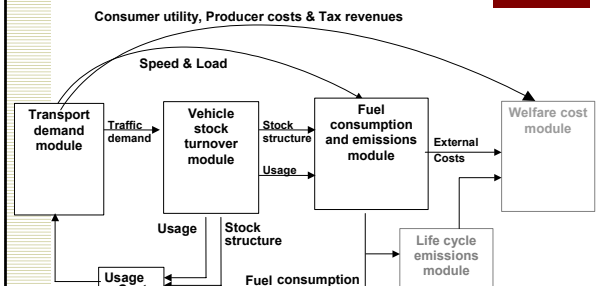 Consumer utility, Producer costs & Tax revenues
Speed & Load
Transport
demand
module
Traffic
demand
Vehicle
stock
turnover
module
Stock
structure
Usage
Fuel
consumption
and emissions
module
External
Costs
Welfare cost
module
Usage
Stock
structure
Life cycle
emissions
module
Usage
Fuel consumption